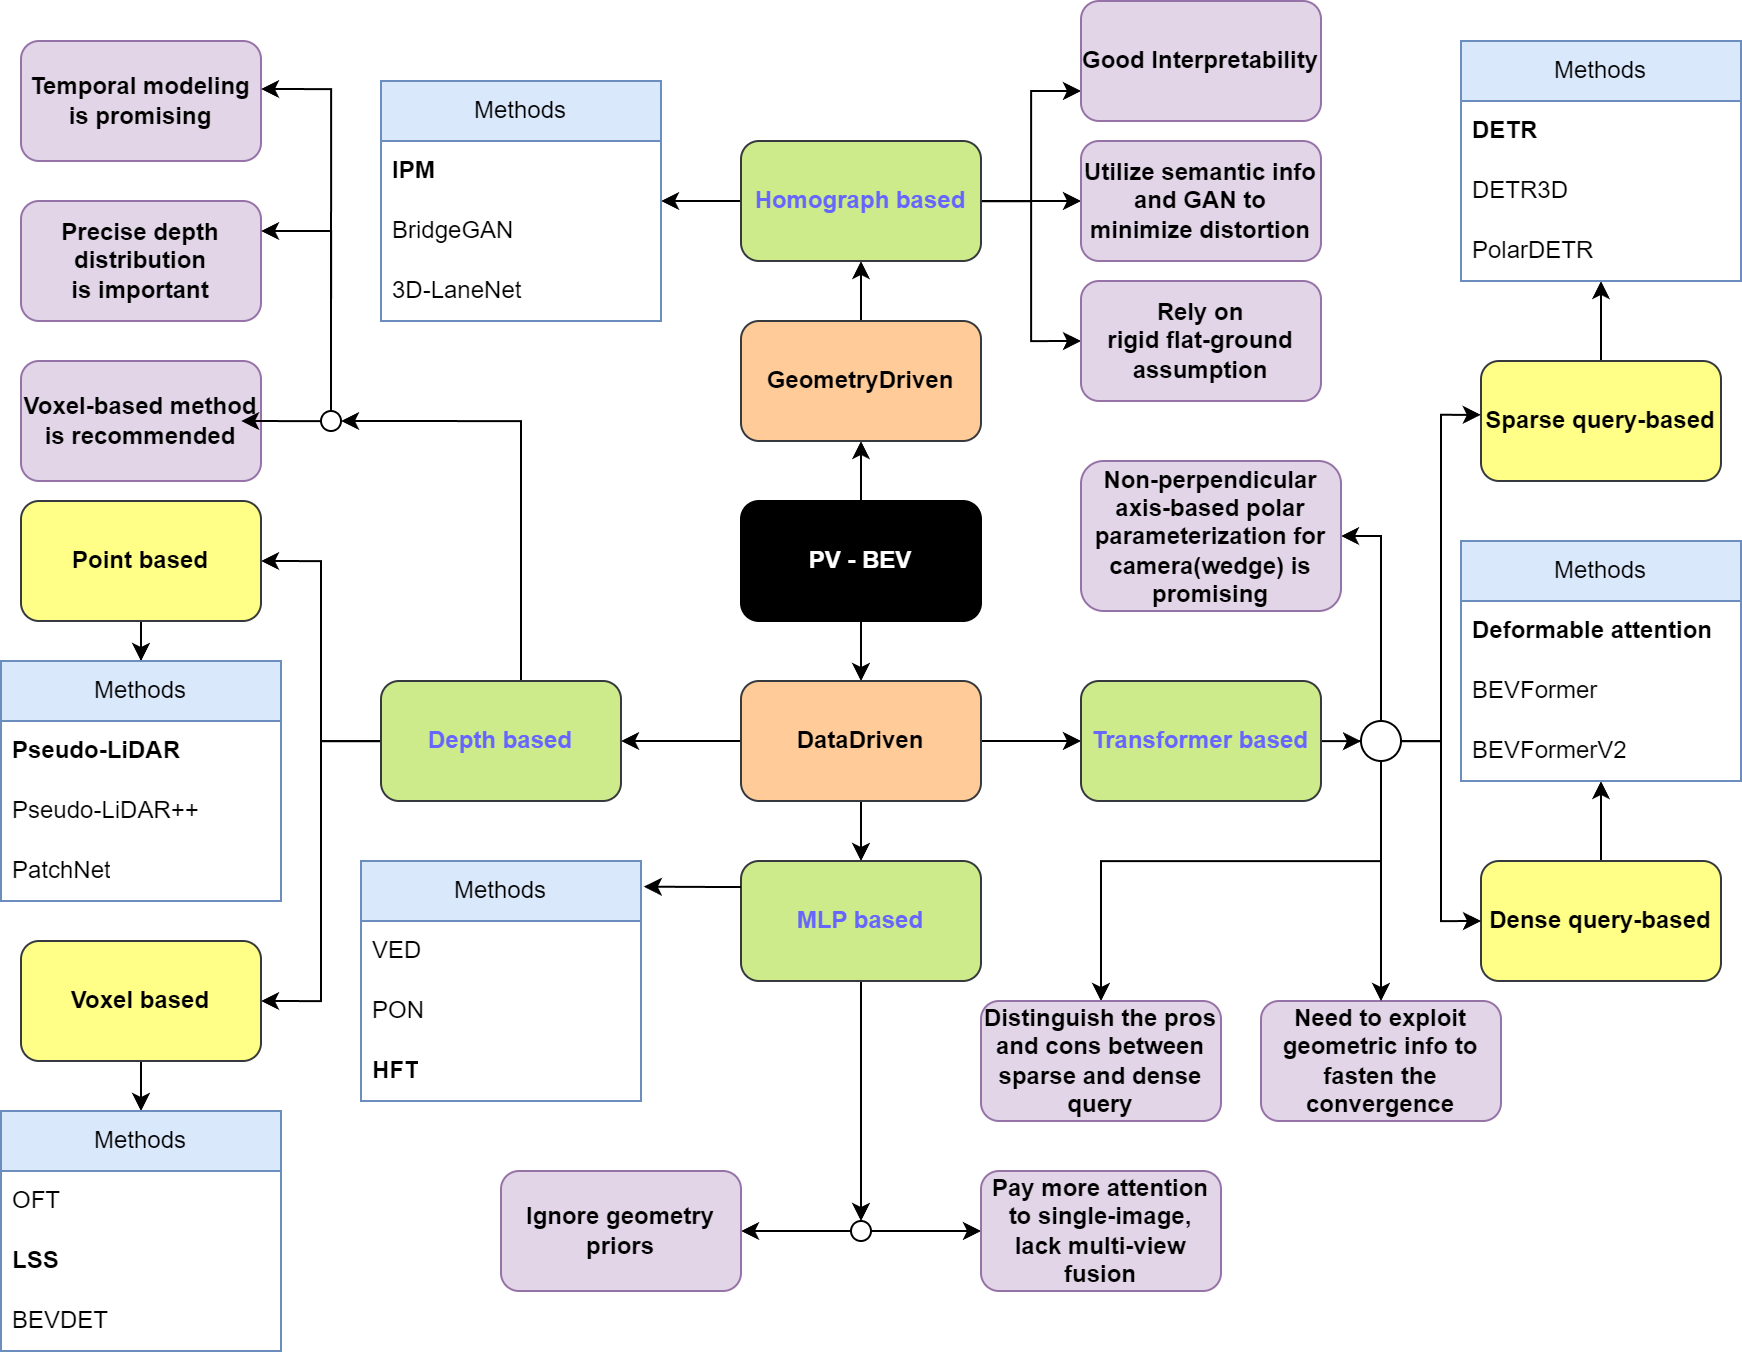 Temporal modeling
is promising
Precise depth
distribution
is important
Voxel-based method
is recommended
Methods
IPM
BridgeGAN
3D-LaneNet
Homograph based
Good Interpretability
Utilize semantic info
and GAN to
minimize distortion
Rely on
rigid flat-ground
assumption
Methods
DETR
DETR3D
PolarDETR
GeometryDriven
Sparse query-based
Non-perpendicular
axis-based polar
parameterization for
camera(wedge) is
promising
PV - BEV
Point based
Methods
Pseudo-LiDAR
Pseudo-LiDAR++
PatchNet
Depth based
DataDriven
Transformer based
Methods
Deformable attention
BEVFormer
BEVFormerV2
Dense query-based
Methods
VED
PON
HFT
MLP based
Voxel based
Methods
OFT
LSS
BEVDET
Distinguish the pros
and cons between
sparse and dense
query
Need to exploit
geometric info to
fasten the
convergence
Ignore geometry
priors
Pay more attention
to single-image,
lack multi-view
fusion